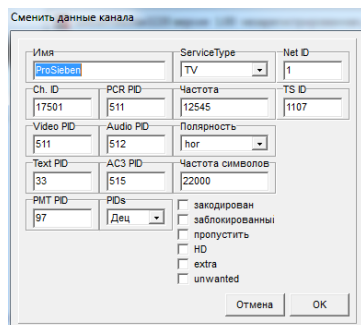 Сменить данные канала
Имя ServiceType Net ID
ProSieben TV 1
Ch. ID PCR PID Частота TS ID
17501 511 12545 1107
Video PID Audio PID Полярность
511 512 hor
Text PID AC3 PID Частота символов
33 515 22000
PMT PID PIDs
97 Дец
закодирован
заблокированны
пропустить
HD
extra
unwanted
Отмена OK